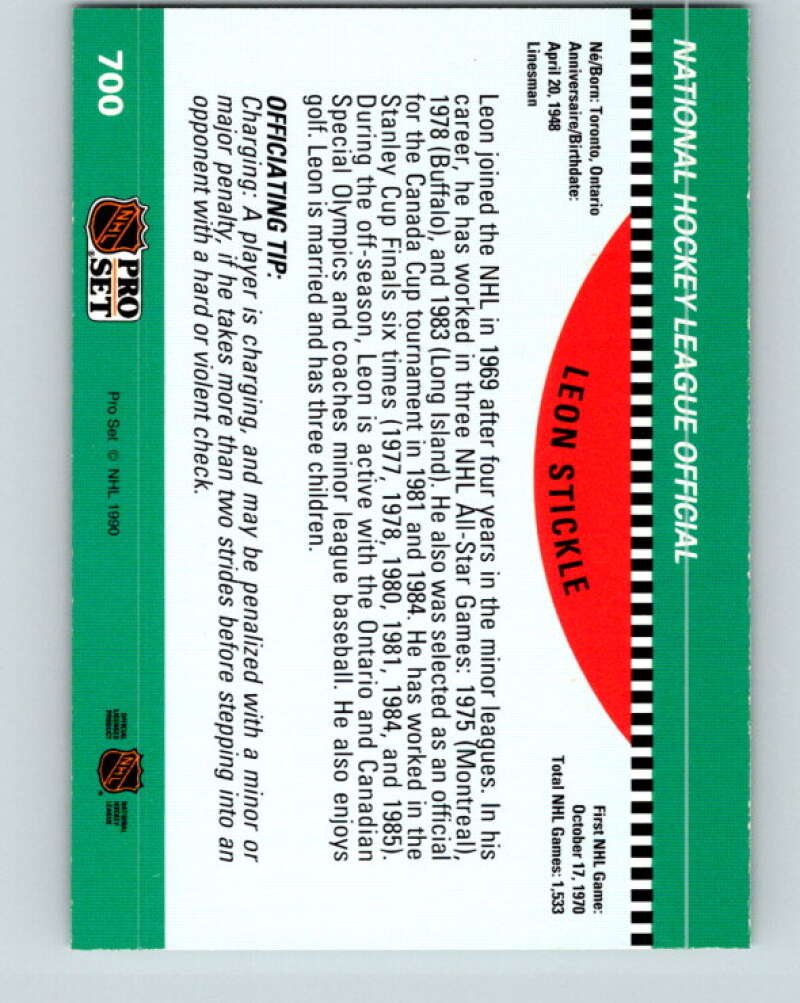 NATIONAL HOCKEY LEAGUE OFFICIAL
Né/Born: Toronto, Ontario
Anniversaire/Birthdate:
April 20, 1948
Linesman
LEON STICKLE
First NHL Game:
October 17, 1970
Total NHL Games: 1,533
Leon joined the NHL in 1969 after four years in the minor leagues. In his
career, he has worked in three NHL All-Star Games: 1975 (Montreal),
1978 (Buffalo), and 1983 (Long Island). He also was selected as an official
for the Canada Cup tournament in 1981 and 1984. He has worked in the
Stanley Cup Finals six times (1977, 1978, 1980, 1981, 1984, and 1985).
During the off-season, Leon is active with the Ontario and Canadian
Special Olympics and coaches minor league baseball. He also enjoys
golf. Leon is married and has three children.
OFFICIATING TIP:
Charging: A player is charging, and may be penalized with a minor or
major penalty, if he takes more than two strides before stepping into an
opponent with a hard or violent check.
700
NHL
PRO
SET
Pro Set © NHL 1990
OFFICIAL
LICENSED
PRODUCT
NHL
NATIONAL
HOCKEY
LEAGUE